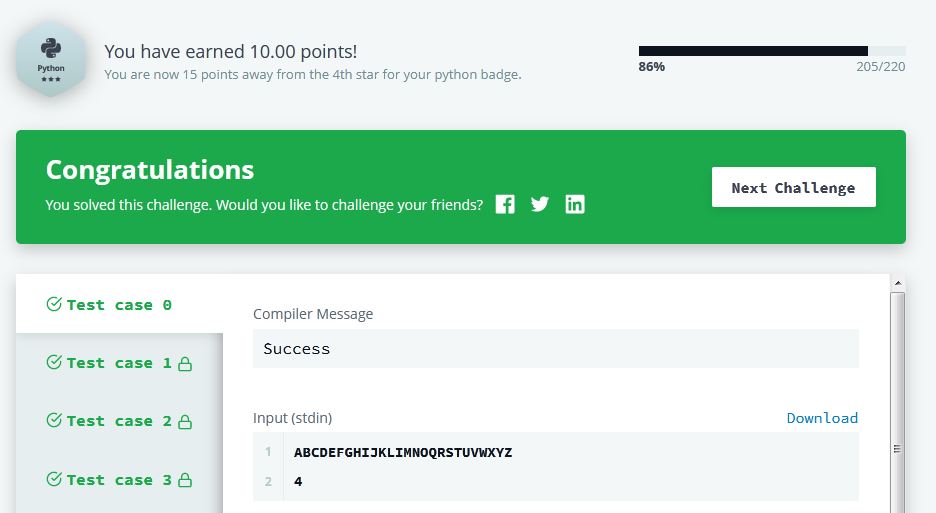 Python
You have earned 10.00 points!
You are now 15 points away from the 4th star for your python badge.
86%
205/220
Congratulations
You solved this challenge. Would you like to challenge your friends?
Next Challenge
Test case 0
Test case 1
Test case 2
Test case 3
Compiler Message
Success
Input (stdin)
Download
1 ABCDEFGHIJKLIMNOQRSTUVWXYZ
2 4